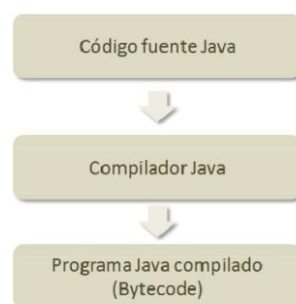 Código fuente Java
Compilador Java
Programa Java compilado
(Bytecode)